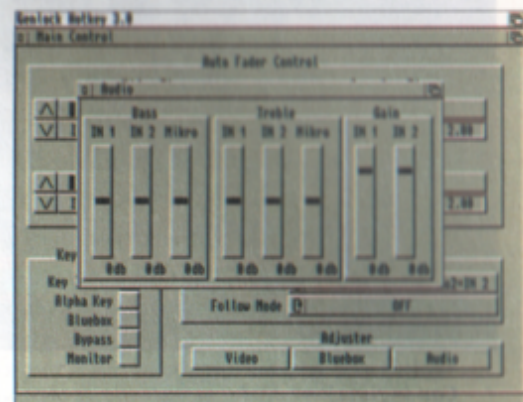 Genlock Hotkey 3.0
Main Control
Auto Fader Control
Audio
Bass Treble Gain
IN 1 IN 2 Mikro IN 1 IN 2 Mikro IN 1 IN 2
2.00
2.00
0db 0db 0db 0db 0db 0db 0db 0db
Key
Key
Alpha Key
Bluebox
Bypass
Monitor
Follow Mode OFF
Adjuster
Video Bluebox Audio